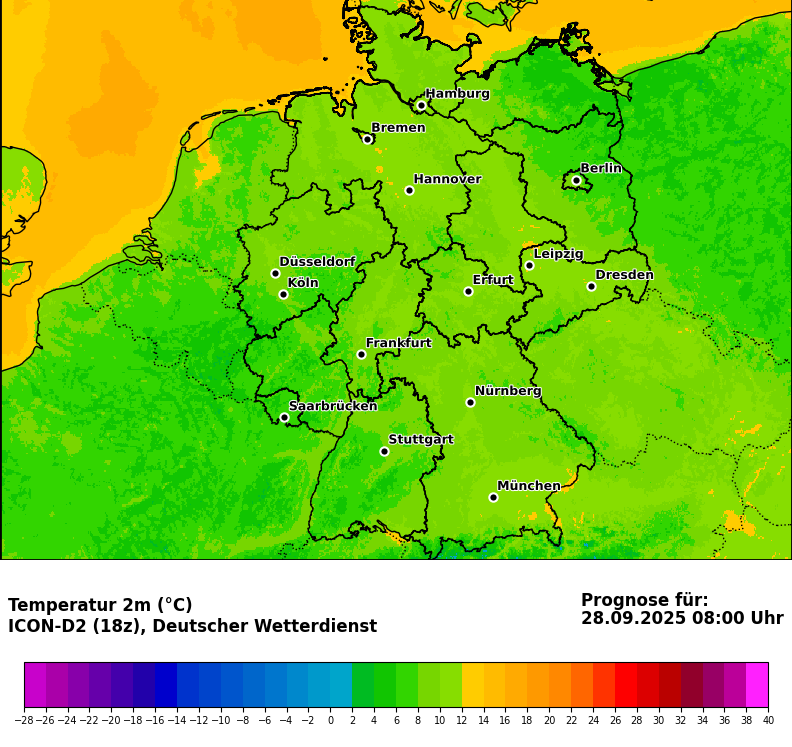 Hamburg
Bremen
Berlin
Hannover
Leipzig
Düsseldorf
Dresden
Köln
Erfurt
Frankfurt
Nürnberg
Saarbrücken
Stuttgart
München
Temperatur 2m (°C)
ICON-D2 (18z), Deutscher Wetterdienst
Prognose für:
28.09.2025 08:00 Uhr
−28 −26 −24 −22 −20 −18 −16 −14 −12 −10 −8 −6 −4 −2 0 2 4 6 8 10 12 14 16 18 20 22 24 26 28 30 32 34 36 38 40